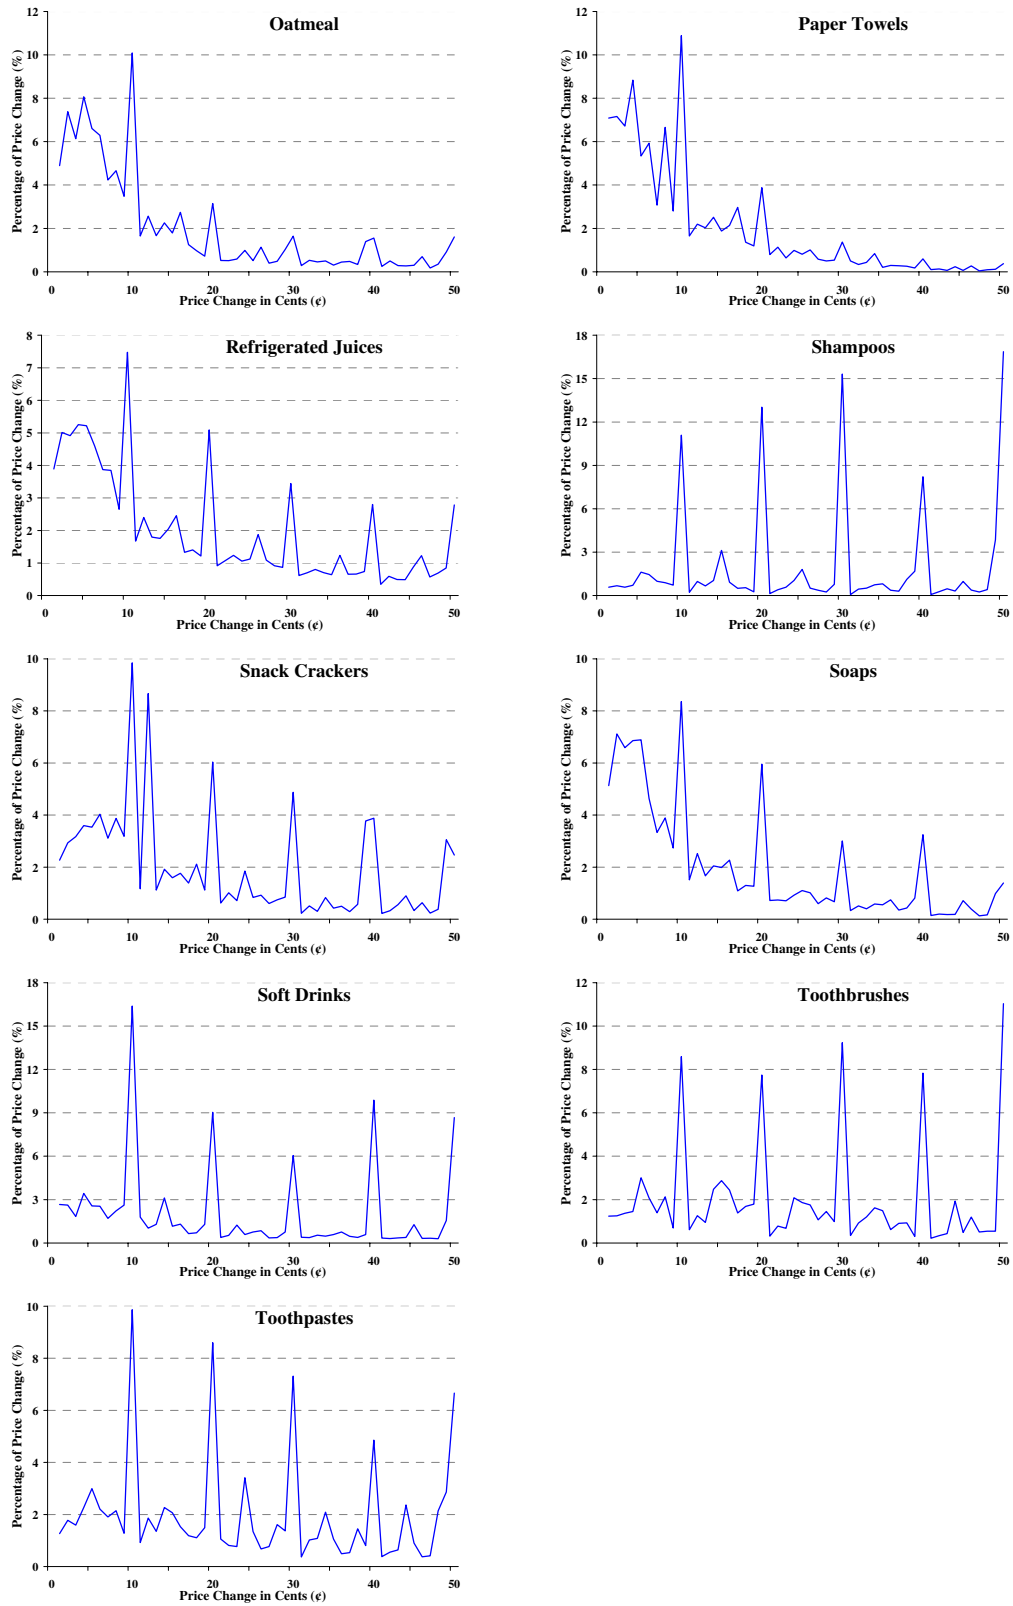 Oatmeal
Percentage of Price Change (%)
12
10
8
6
4
2
0
0 10 20 30 40 50
Price Change in Cents (¢)
Paper Towels
Percentage of Price Change (%)
12
10
8
6
4
2
0
0 10 20 30 40 50
Price Change in Cents (¢)
Refrigerated Juices
Percentage of Price Change (%)
8
7
6
5
4
3
2
1
0
0 10 20 30 40 50
Price Change in Cents (¢)
Shampoos
Percentage of Price Change (%)
18
15
12
9
6
3
0
0 10 20 30 40 50
Price Change in Cents (¢)
Snack Crackers
Percentage of Price Change (%)
10
8
6
4
2
0
0 10 20 30 40 50
Price Change in Cents (¢)
Soaps
Percentage of Price Change (%)
10
8
6
4
2
0
0 10 20 30 40 50
Price Change in Cents (¢)
Soft Drinks
Percentage of Price Change (%)
18
15
12
9
6
3
0
0 10 20 30 40 50
Price Change in Cents (¢)
Toothbrushes
Percentage of Price Change (%)
12
10
8
6
4
2
0
0 10 20 30 40 50
Price Change in Cents (¢)
Toothpastes
Percentage of Price Change (%)
10
8
6
4
2
0
0 10 20 30 40 50
Price Change in Cents (¢)